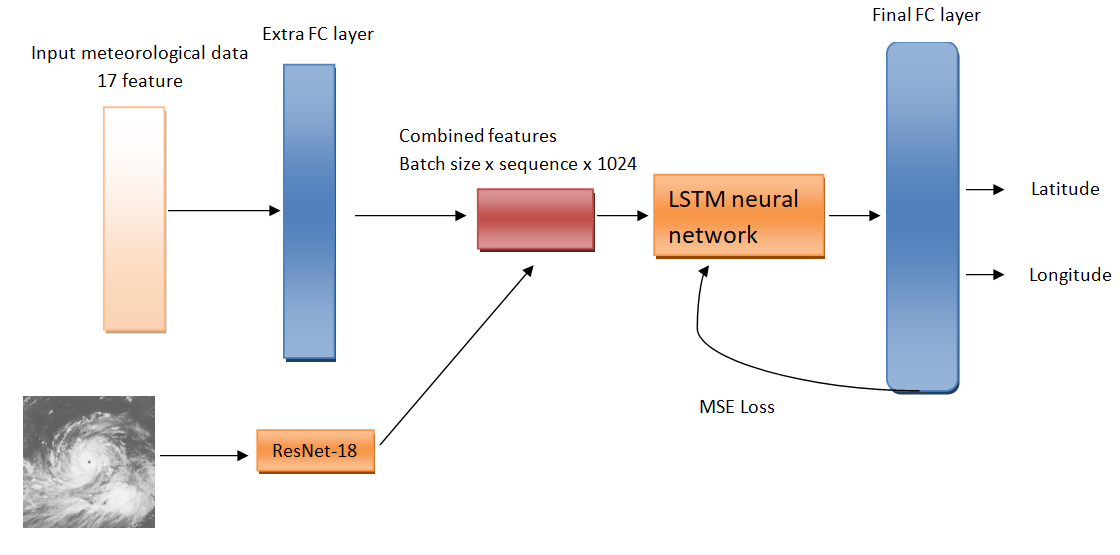 Input meteorological data
17 feature
Extra FC layer
Combined features
Batch size x sequence x 1024
LSTM neural
network
Final FC layer
Latitude
Longitude
ResNet-18
MSE Loss